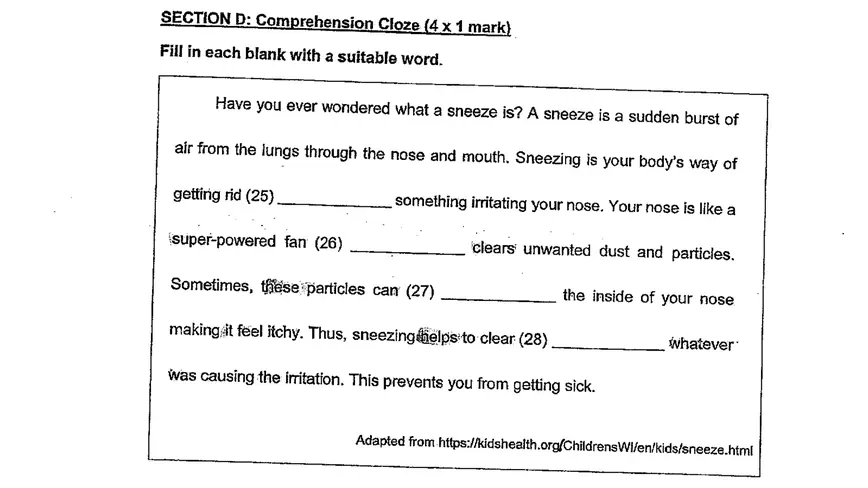 SECTION D: Comprehension Cloze (4 x 1 mark)
Fill in each blank with a suitable word.
Have you ever wondered what a sneeze is? A sneeze is a sudden burst of
air from the lungs through the nose and mouth. Sneezing is your body's way of
getting rid (25) ____________ something irritating your nose. Your nose is like a
super-powered fan (26) ____________ clears unwanted dust and particles.
Sometimes, these particles can (27) ____________ the inside of your nose
making it feel itchy. Thus, sneezing helps to clear (28) ____________ whatever
was causing the irritation. This prevents you from getting sick.
Adapted from https://kidshealth.org/ChildrensWI/en/kids/sneeze.html